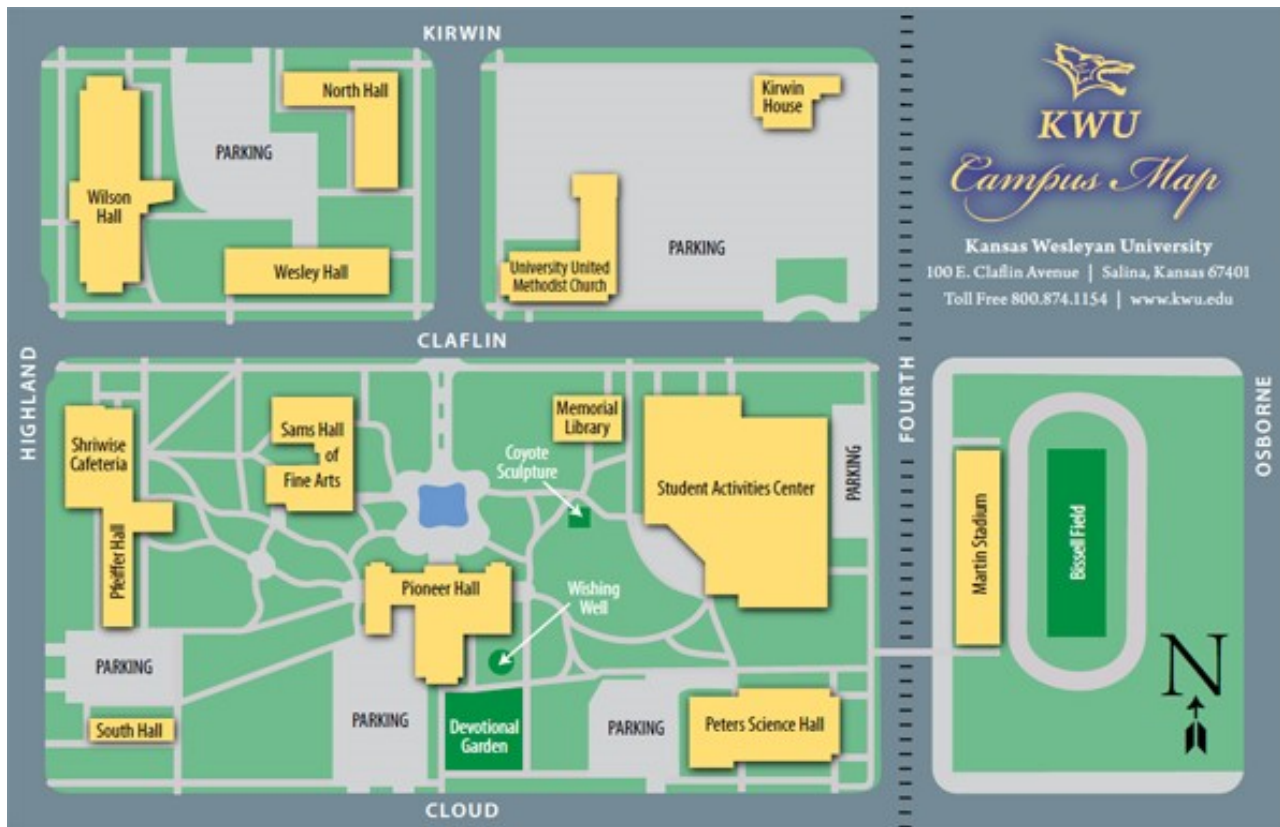 KIRWIN
North Hall
Kirwin
House
KWU
PARKING
Campus Map
Wilson
Hall
PARKING
Kansas Wesleyan University
100 E. Claflin Avenue | Salina, Kansas 67401
Toll Free 800.874.1154 | www.kwu.edu
Wesley Hall
University United
Methodist Church
CLAFLIN
HIGHLAND
FOURTH
OSBORNE
Shriwise
Cafeteria
Sams Hall
of
Fine Arts
Memorial
Library
Coyote
Sculpture
Student Activities Center
PARKING
Martin Stadium
Bissell Field
Pfeiffer Hall
Pioneer Hall
Wishing
Well
N
PARKING
South Hall
PARKING
Devotional
Garden
PARKING
Peters Science Hall
CLOUD